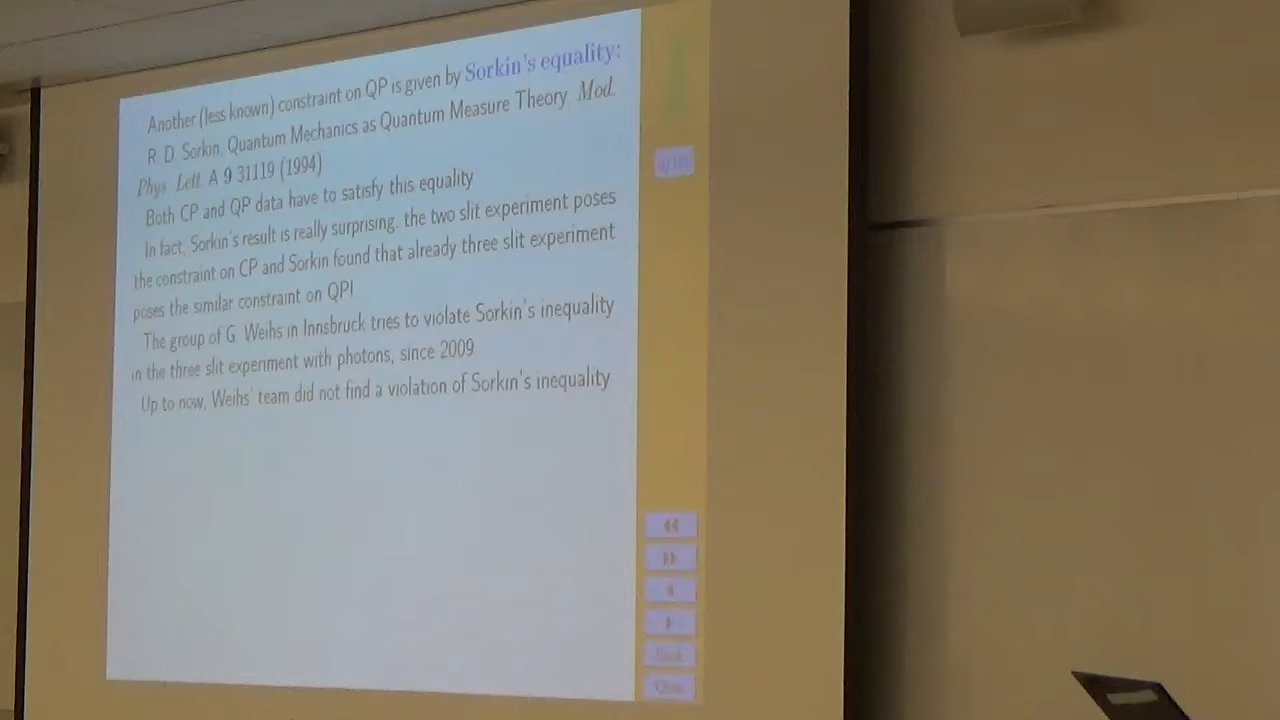 Another (less known) constraint on QP is given by Sorkin's equality:
R. D. Sorkin, Quantum Mechanics as Quantum Measure Theory Mod.
Phys. Lett. A 9 31119 (1994)
Both CP and QP data have to satisfy this equality
In fact, Sorkin's result is really surprising. the two slit experiment poses
the constraint on CP and Sorkin found that already three slit experiment
poses the similar constraint on QP!
The group of G. Weihs in Innsbruck tries to violate Sorkin's inequality
in the three slit experiment with photons, since 2009
Up to now, Weihs' team did not find a violation of Sorkin's inequality
Back
Close